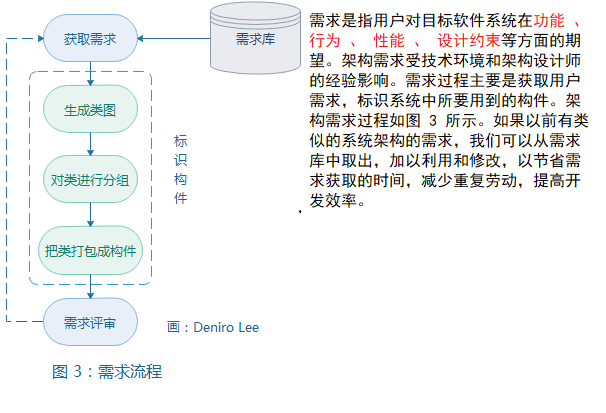 获取需求
需求库
生成类图
对类进行分组
把类打包成构件
标
识
构
件
需求评审
画：Deniro Lee
图 3：需求流程
需求是指用户对目标软件系统在功能 、
行为 、 性能 、 设计约束等方面的期
望。架构需求受技术环境和架构设计师
的经验影响。需求过程主要是获取用户
需求，标识系统中所要用到的构件。架
构需求过程如图 3 所示。如果以前有类
似的系统架构的需求，我们可以从需求
库中取出，加以利用和修改，以节省需
求获取的时间，减少重复劳动，提高开
发效率。